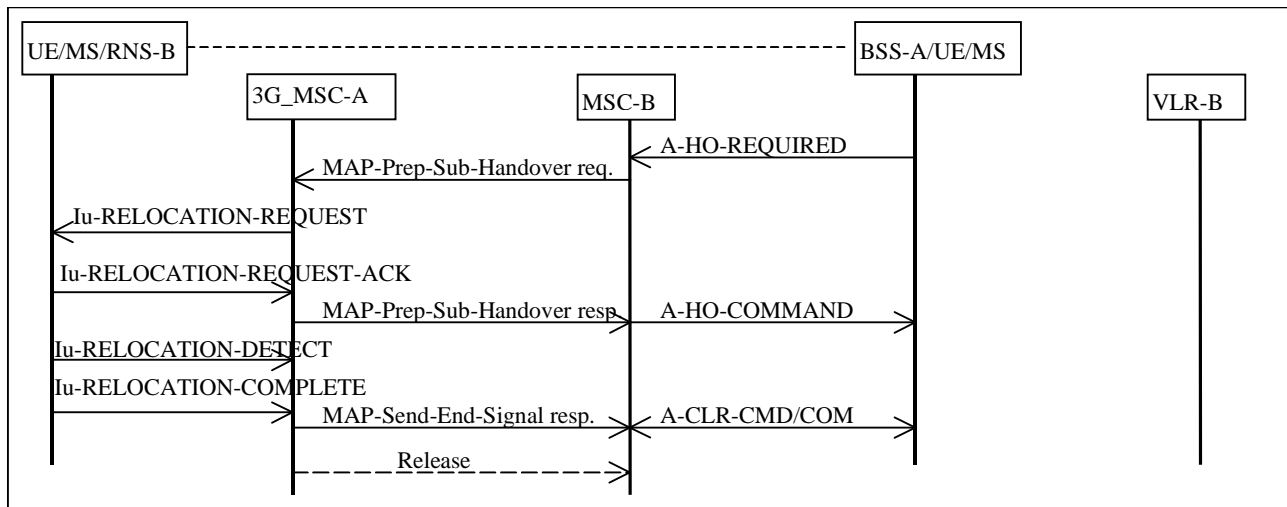 UE/MS/RNS-B
BSS-A/UE/MS
3G_MSC-A
MSC-B
VLR-B
A-HO-REQUIRED
MAP-Prep-Sub-Handover req.
Iu-RELOCATION-REQUEST
Iu-RELOCATION-REQUEST-ACK
MAP-Prep-Sub-Handover resp
A-HO-COMMAND
Iu-RELOCATION-DETECT
Iu-RELOCATION-COMPLETE
MAP-Send-End-Signal resp.
A-CLR-CMD/COM
Release